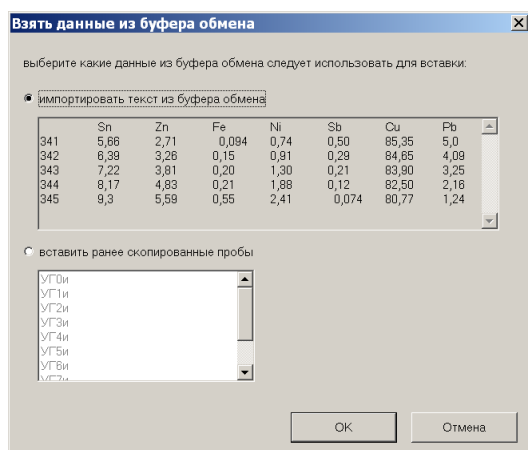 Взять данные из буфера обмена
выберите какие данные из буфера обмена следует использовать для вставки:
импортировать текст из буфера обмена
Sn Zn Fe Ni Sb Cu Pb
341 5,66 2,71 0,094 0,74 0,50 85,35 5,0
342 6,39 3,26 0,15 0,91 0,29 84,65 4,09
343 7,22 3,81 0,20 1,30 0,21 83,90 3,25
344 8,17 4,83 0,21 1,88 0,12 82,50 2,16
345 9,3 5,59 0,55 2,41 0,074 80,77 1,24
вставить ранее скопированные пробы
УГ0и
УГ1и
УГ2и
УГ3и
УГ4и
УГ5и
УГ6и
УГ7и
OK Отмена